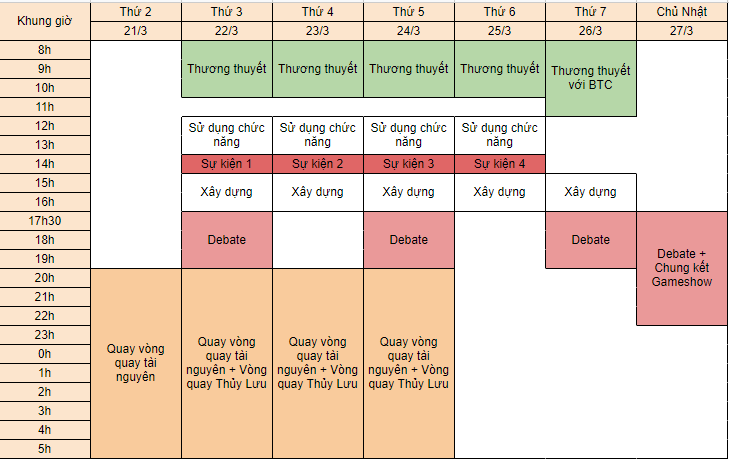 Khung giờ
Thứ 2
Thứ 3
Thứ 4
Thứ 5
Thứ 6
Thứ 7
Chủ Nhật
21/3
22/3
23/3
24/3
25/3
26/3
27/3
8h
9h
Thương thuyết
Thương thuyết
Thương thuyết
Thương thuyết
Thương thuyết
với BTC
10h
11h
12h
Sử dụng chức
năng
Sử dụng chức
năng
Sử dụng chức
năng
Sử dụng chức
năng
13h
14h
Sự kiện 1
Sự kiện 2
Sự kiện 3
Sự kiện 4
15h
Xây dựng
Xây dựng
Xây dựng
Xây dựng
Xây dựng
16h
17h30
18h
Debate
Debate
Debate
19h
Debate +
Chung kết
Gameshow
20h
21h
22h
23h
0h
Quay vòng
quay tài
nguyên
Quay vòng
quay tài
nguyên + Vòng
quay Thủy Lưu
Quay vòng
quay tài
nguyên + Vòng
quay Thủy Lưu
Quay vòng
quay tài
nguyên + Vòng
quay Thủy Lưu
1h
2h
3h
4h
5h